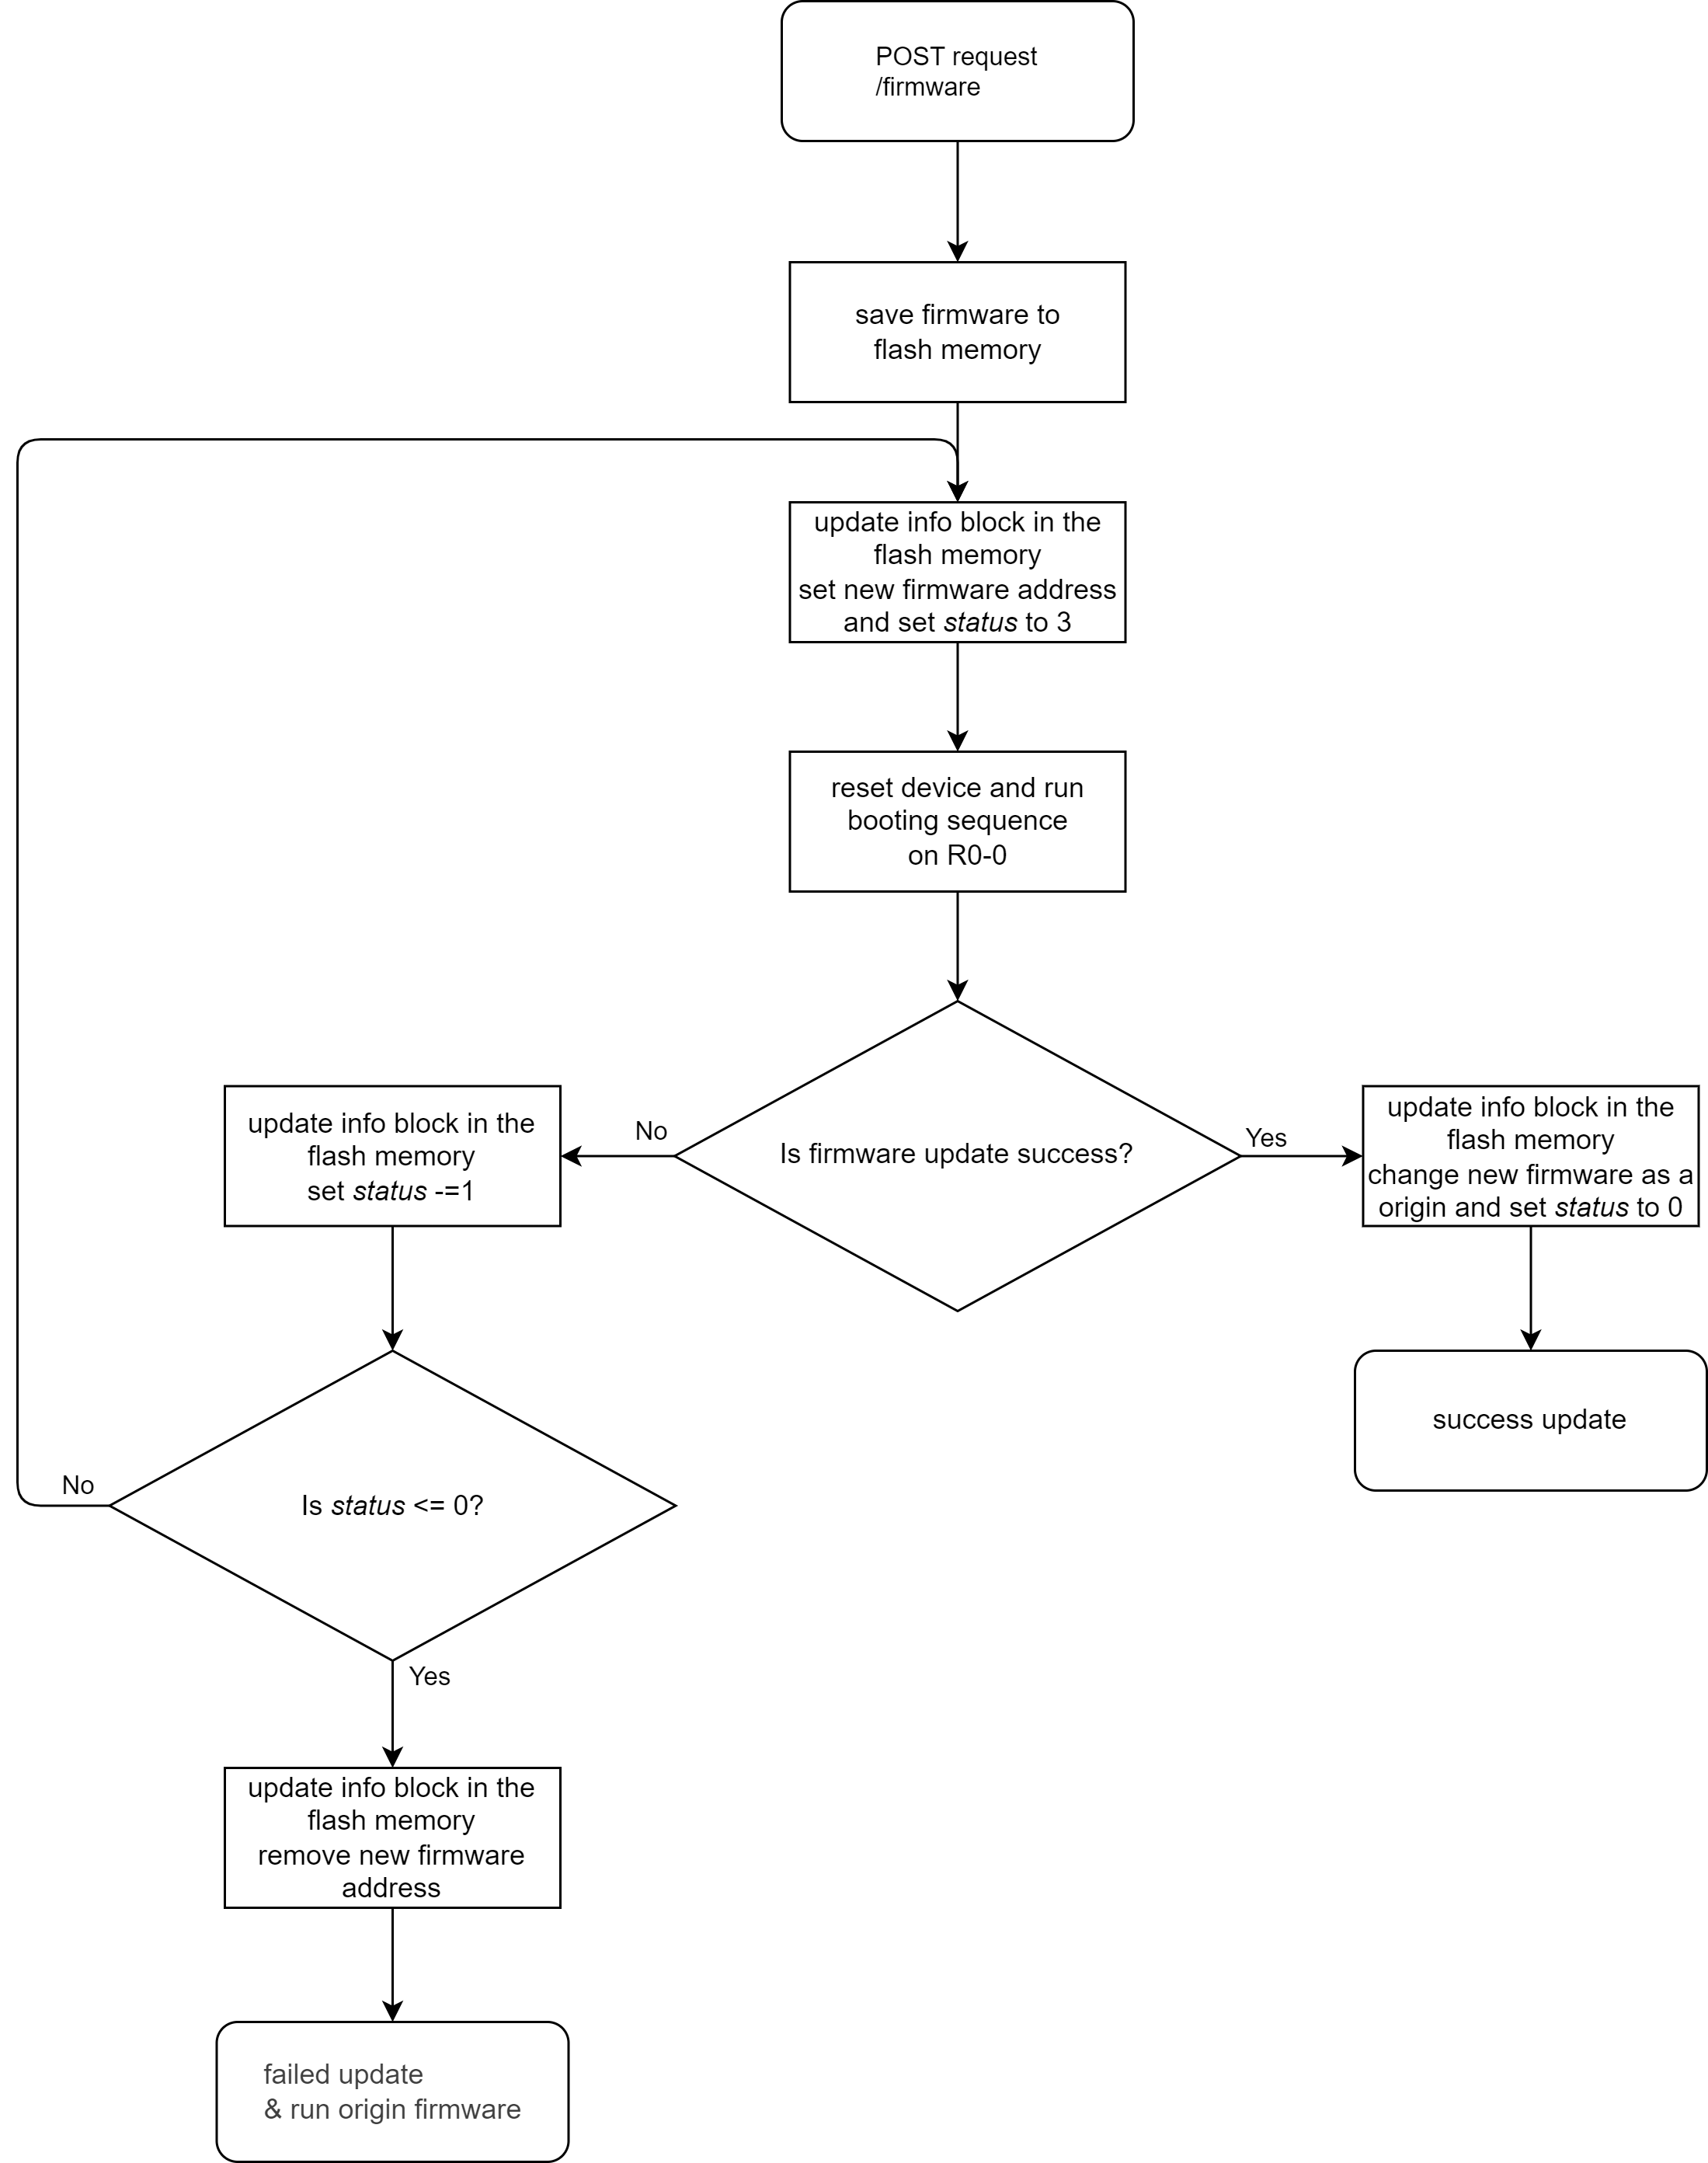 POST request
/firmware
save firmware to
flash memory
update info block in the
flash memory
set new firmware address
and set status to 3
reset device and run
booting sequence
on R0-0
Is firmware update success?
No
Yes
update info block in the
flash memory
set status -=1
update info block in the
flash memory
change new firmware as a
origin and set status to 0
success update
Is status <= 0?
No
Yes
update info block in the
flash memory
remove new firmware
address
failed update
& run origin firmware